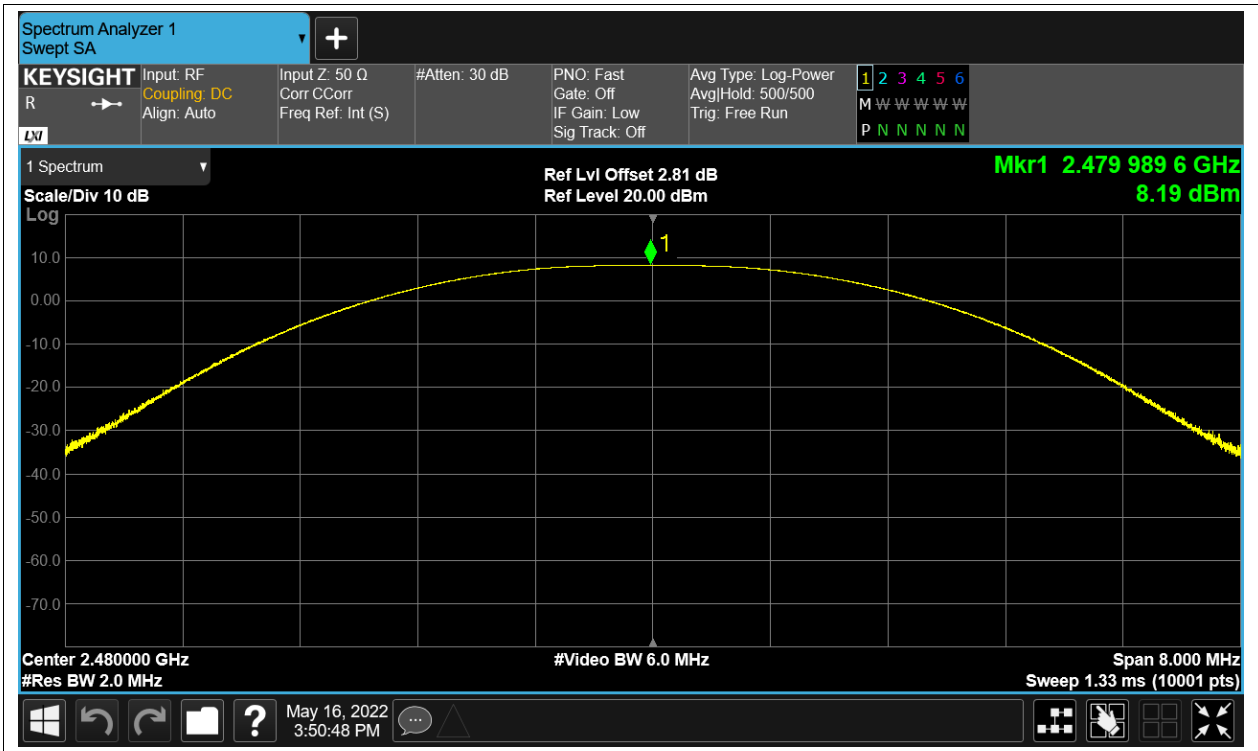 Spectrum Analyzer 1
Swept SA
KEYSIGHT
R
LXI
Input: RF
Coupling: DC
Align: Auto
Input Z: 50 Ω
Corr CCorr
Freq Ref: Int (S)
#Atten: 30 dB
PNO: Fast
Gate: Off
IF Gain: Low
Sig Track: Off
Avg Type: Log-Power
Avg|Hold: 500/500
Trig: Free Run
1 2 3 4 5 6
M W W W W W
P N N N N N
1 Spectrum
Scale/Div 10 dB
Log
Ref Lvl Offset 2.81 dB
Ref Level 20.00 dBm
Mkr1 2.479 989 6 GHz
8.19 dBm
1
10.0
0.00
-10.0
-20.0
-30.0
-40.0
-50.0
-60.0
-70.0
Center 2.480000 GHz
#Res BW 2.0 MHz
#Video BW 6.0 MHz
Span 8.000 MHz
Sweep 1.33 ms (10001 pts)
?
May 16, 2022
3:50:48 PM